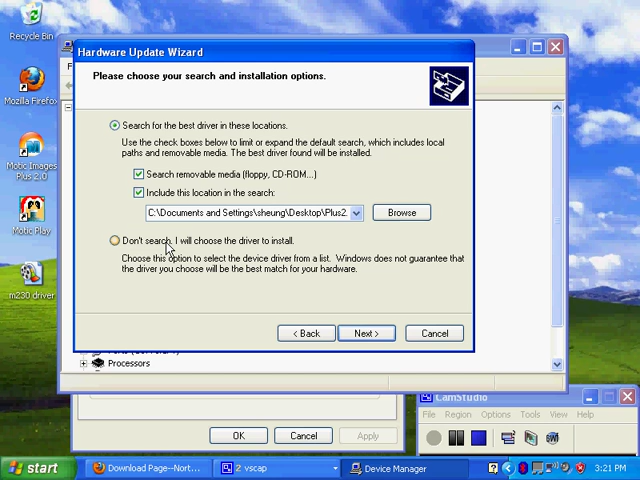 Recycle Bin
Mozilla Firefox
Motic Images
Plus 2.0
Motic Play
m230 driver
Hardware Update Wizard
Please choose your search and installation options.
Search for the best driver in these locations.
Use the check boxes below to limit or expand the default search, which includes local
paths and removable media. The best driver found will be installed.
Search removable media (floppy, CD-ROM...)
Include this location in the search:
C:\Documents and Settings\sheung\Desktop\Plus2.
Browse
Don't search. I will choose the driver to install.
Choose this option to select the device driver from a list. Windows does not guarantee that
the driver you choose will be the best match for your hardware.
< Back
Next >
Cancel
Processors
OK
Cancel
Apply
CamStudio
File Region Options Tools View Help
start
Download Page--Nort...
2 vscap
Device Manager
3:21 PM